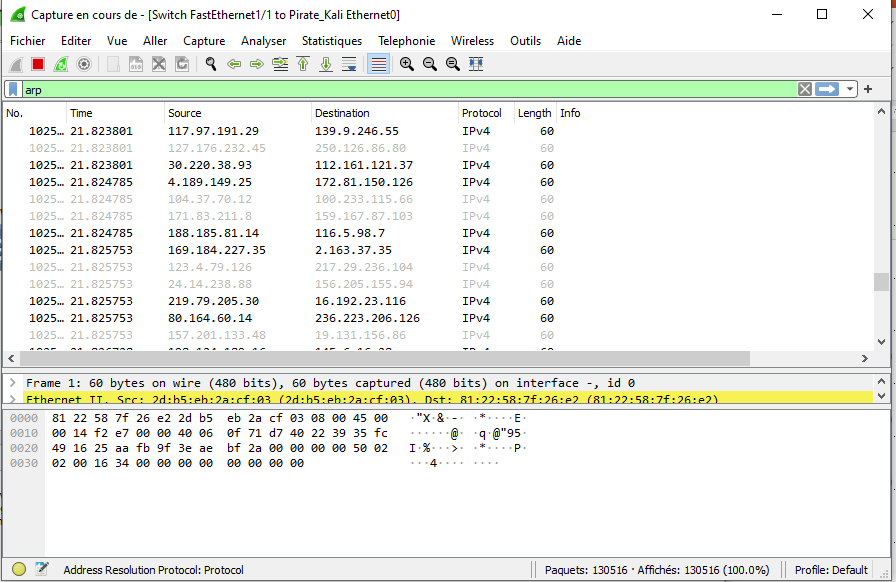 Capture en cours de - [Switch FastEthernet1/1 to Pirate_Kali Ethernet0]
Fichier Editer Vue Aller Capture Analyser Statistiques Telephonie Wireless Outils Aide
arp
No. Time Source Destination Protocol Length Info
1025… 21.823801 117.97.191.29 139.9.246.55 IPv4 60
1025… 21.823801 127.176.232.45 250.126.86.80 IPv4 60
1025… 21.823801 30.220.38.93 112.161.121.37 IPv4 60
1025… 21.824785 4.189.149.25 172.81.150.126 IPv4 60
1025… 21.824785 104.37.70.12 100.233.115.66 IPv4 60
1025… 21.824785 171.83.211.8 159.167.87.103 IPv4 60
1025… 21.824785 188.185.81.14 116.5.98.7 IPv4 60
1025… 21.825753 169.184.227.35 2.163.37.35 IPv4 60
1025… 21.825753 123.4.79.126 217.29.236.104 IPv4 60
1025… 21.825753 24.14.238.88 156.205.155.94 IPv4 60
1025… 21.825753 219.79.205.30 16.192.23.116 IPv4 60
1025… 21.825753 80.164.60.14 236.223.206.126 IPv4 60
1025… 21.825753 157.201.133.48 19.131.156.86 IPv4 60
Frame 1: 60 bytes on wire (480 bits), 60 bytes captured (480 bits) on interface -, id 0
Ethernet II, Src: 2d:b5:eb:2a:cf:03 (2d:b5:eb:2a:cf:03), Dst: 81:22:58:7f:26:e2 (81:22:58:7f:26:e2)
0000 81 22 58 7f 26 e2 2d b5 eb 2a cf 03 08 00 45 00 ·"X·&·-· ·*····E·
0010 00 14 f2 e7 00 00 40 06 0f 71 d7 40 22 39 35 fc ······@· ·q·@"95·
0020 49 16 25 aa fb 9f 3e ae bf 2a 00 00 00 00 50 02 I·%···>· ·*····P·
0030 02 00 16 34 00 00 00 00 00 00 00 00 ···4···· ····
Address Resolution Protocol: Protocol Paquets: 130516 · Affichés: 130516 (100.0%) Profile: Default